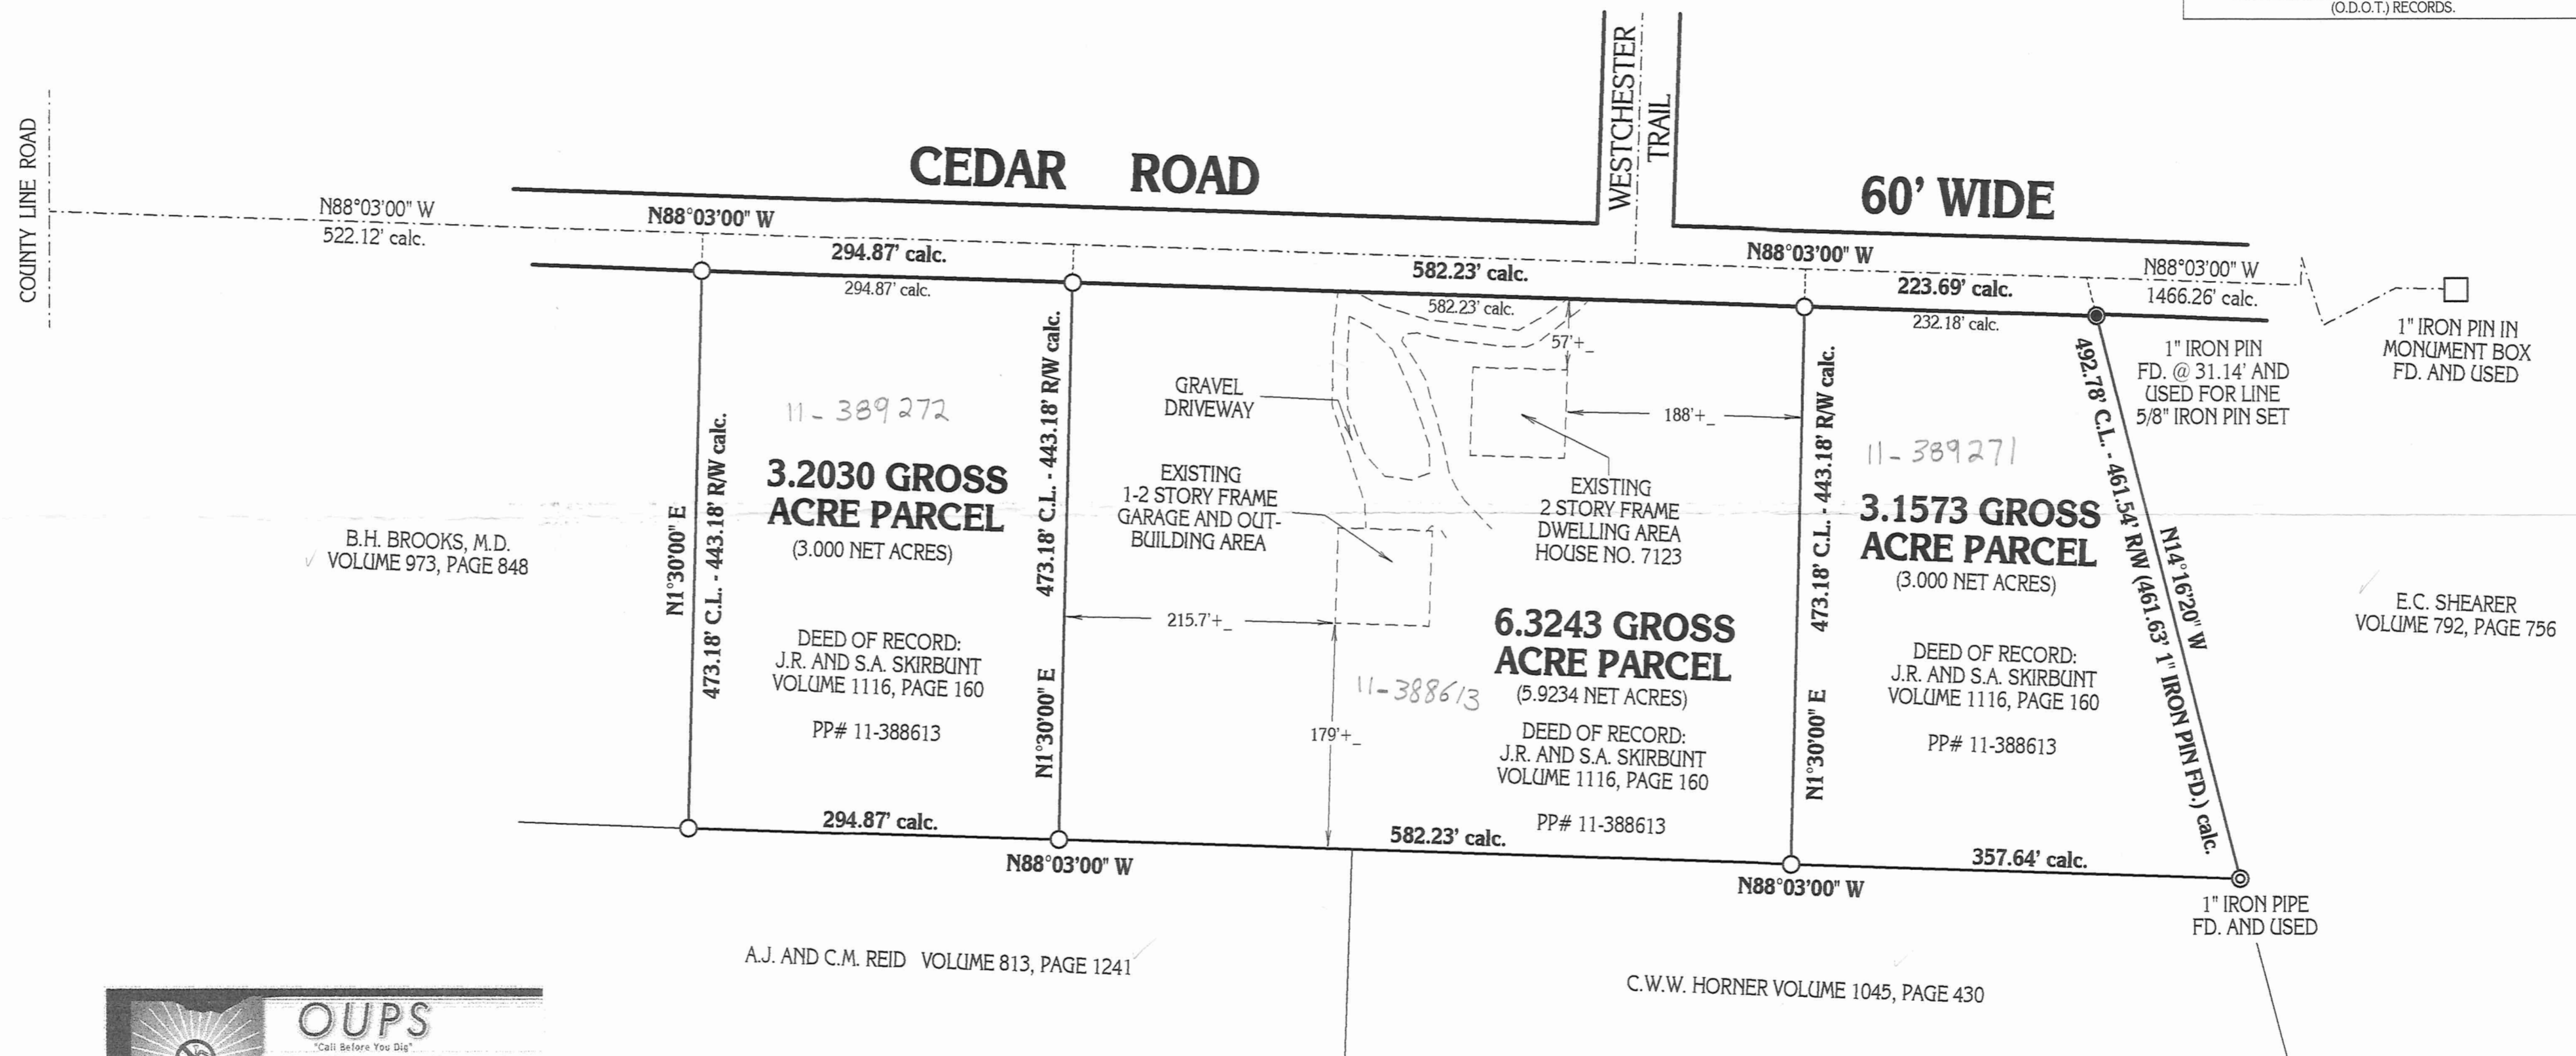 (O.D.O.T.) RECORDS.
COUNTY LINE ROAD
WESTCHESTER
TRAIL
CEDAR ROAD
60' WIDE
N88°03'00" W
522.12' calc.
N88°03'00" W
294.87' calc.
294.87' calc.
582.23' calc.
582.23' calc.
N88°03'00" W
223.69' calc.
232.18' calc.
N88°03'00" W
1466.26' calc.
1" IRON PIN IN
MONUMENT BOX
FD. AND USED
1" IRON PIN
FD. @ 31.14' AND
USED FOR LINE
5/8" IRON PIN SET
B.H. BROOKS, M.D.
VOLUME 973, PAGE 848
N1°30'00" E
473.18' C.L. - 443.18' R/W calc.
11-389272
3.2030 GROSS
ACRE PARCEL
(3.000 NET ACRES)
DEED OF RECORD:
J.R. AND S.A. SKIRBUNT
VOLUME 1116, PAGE 160
PP# 11-388613
294.87' calc.
N1°30'00" E
473.18' C.L. - 443.18' R/W calc.
GRAVEL
DRIVEWAY
EXISTING
1-2 STORY FRAME
GARAGE AND OUT-
BUILDING AREA
215.7'+_
179'+_
57'+_
188'+_
EXISTING
2 STORY FRAME
DWELLING AREA
HOUSE NO. 7123
11-388613
6.3243 GROSS
ACRE PARCEL
(5.9234 NET ACRES)
DEED OF RECORD:
J.R. AND S.A. SKIRBUNT
VOLUME 1116, PAGE 160
PP# 11-388613
582.23' calc.
N1°30'00" E
473.18' C.L. - 443.18' R/W calc.
11-389271
3.1573 GROSS
ACRE PARCEL
(3.000 NET ACRES)
DEED OF RECORD:
J.R. AND S.A. SKIRBUNT
VOLUME 1116, PAGE 160
PP# 11-388613
357.64' calc.
492.78' C.L. - 461.54' R/W (461.63' 1" IRON PIN FD.) calc.
N14°16'20" W
E.C. SHEARER
VOLUME 792, PAGE 756
N88°03'00" W
N88°03'00" W
1" IRON PIPE
FD. AND USED
A.J. AND C.M. REID VOLUME 813, PAGE 1241
C.W.W. HORNER VOLUME 1045, PAGE 430
OUPS
"Call Before You Dig"